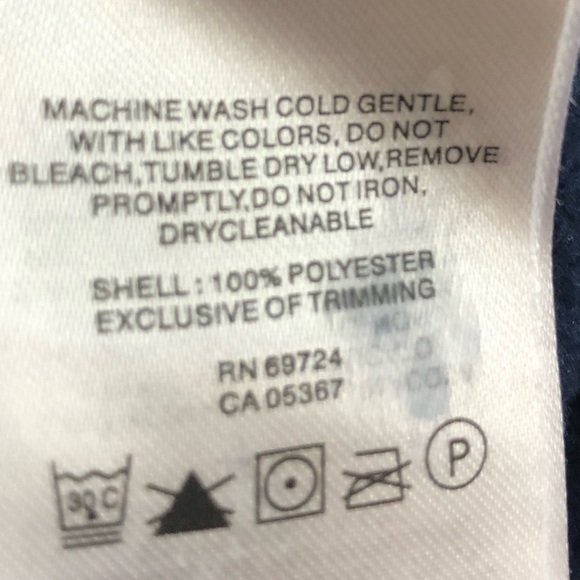 MACHINE WASH COLD GENTLE,
WITH LIKE COLORS, DO NOT
BLEACH,TUMBLE DRY LOW,REMOVE
PROMPTLY,DO NOT IRON,
DRYCLEANABLE
SHELL : 100% POLYESTER
EXCLUSIVE OF TRIMMING
RN 69724
CA 05367
30 C
P